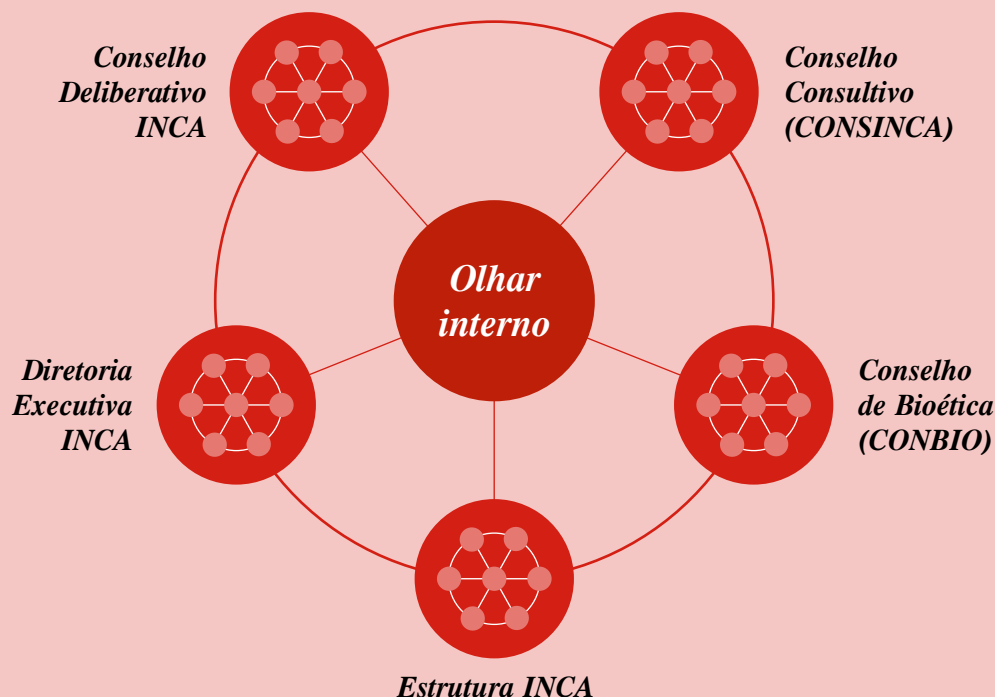 Conselho
Deliberativo
INCA
Conselho
Consultivo
(CONSINCA)
Olhar
interno
Diretoria
Executiva
INCA
Conselho
de Bioética
(CONBIO)
Estrutura INCA